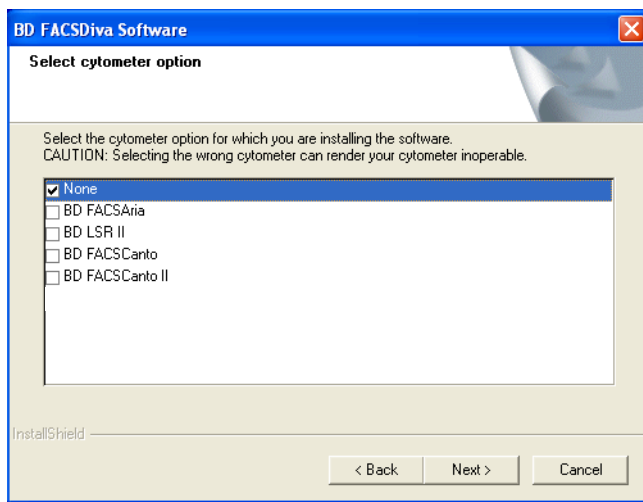 BD FACSDiva Software
Select cytometer option
Select the cytometer option for which you are installing the software.
CAUTION: Selecting the wrong cytometer can render your cytometer inoperable.
None
BD FACSAria
BD LSR II
BD FACSCanto
BD FACSCanto II
InstallShield
< Back Next > Cancel